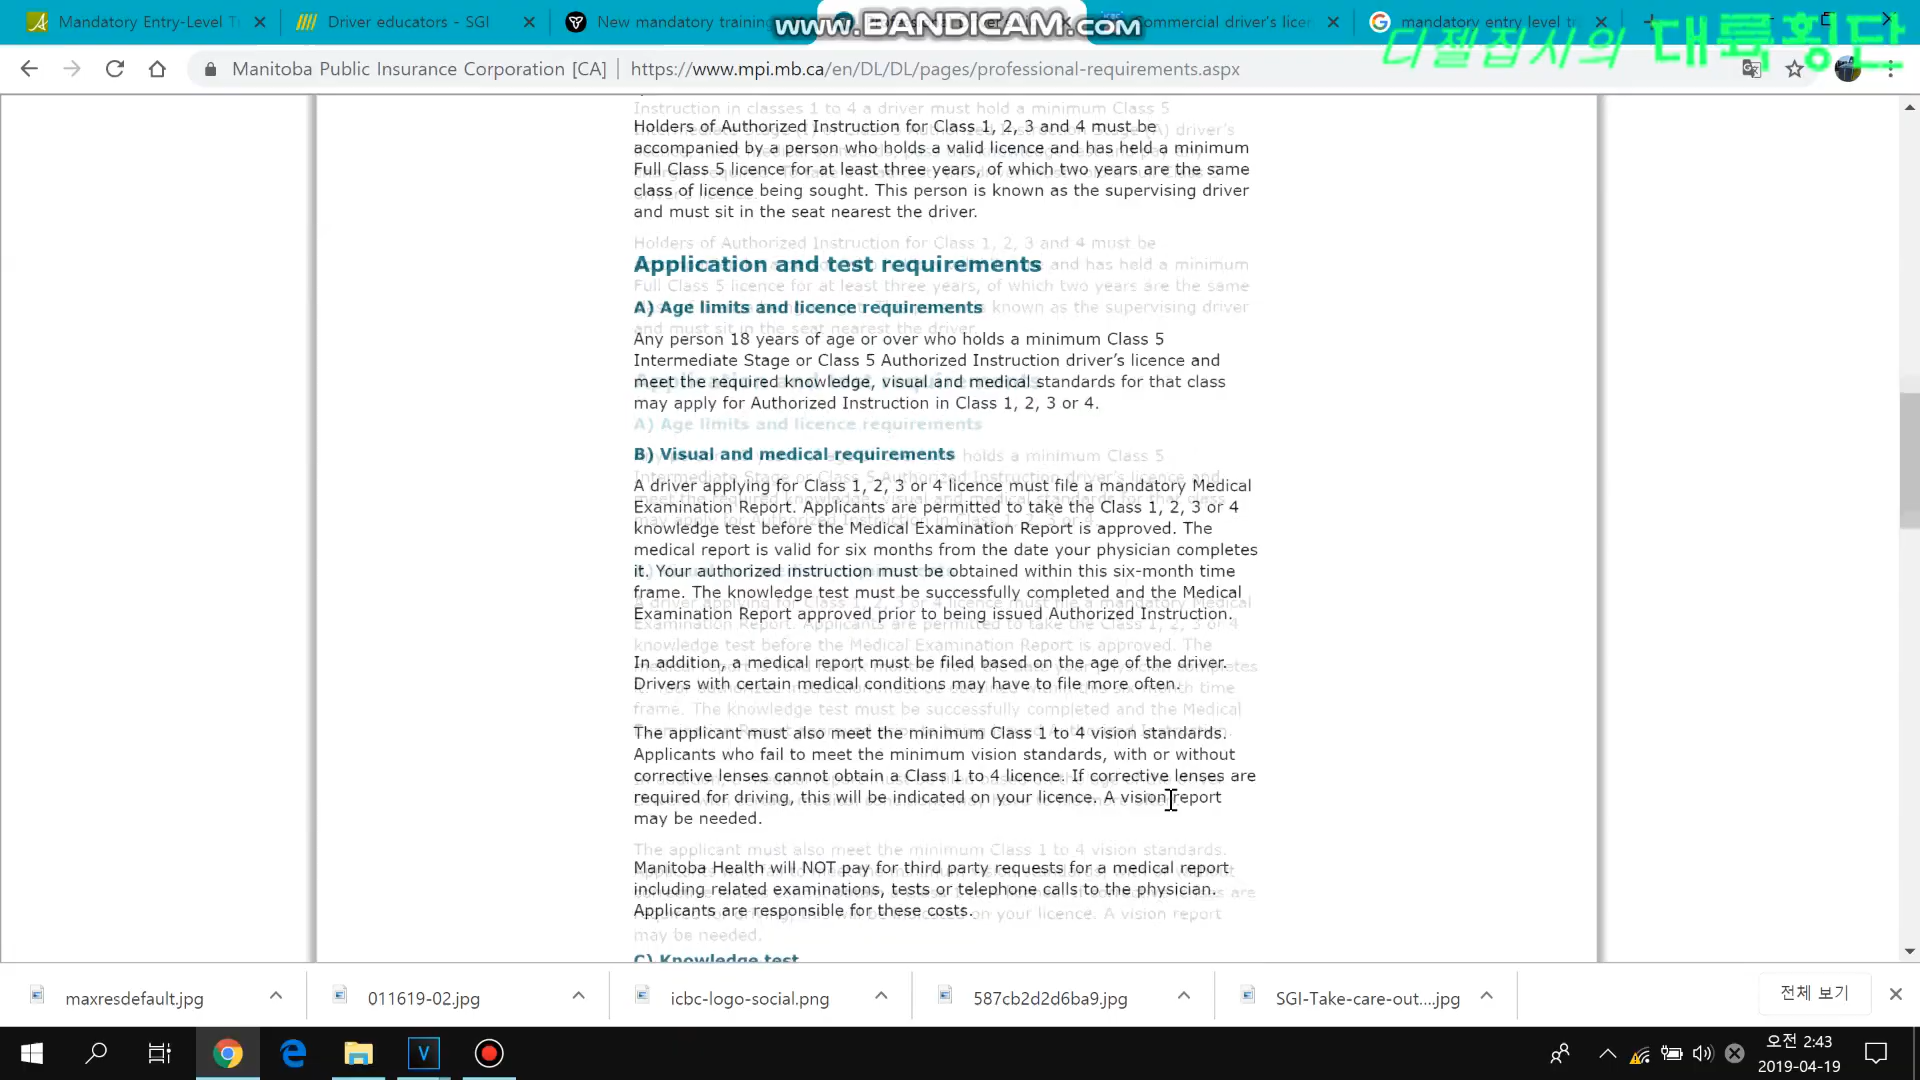 Mandatory Entry-Level T
Driver educators - SGI
New mandatory training
Commercial driver's licer
mandatory entry level t
www.BANDICAM.com
디젤집시의 대륙횡단
Manitoba Public Insurance Corporation [CA]
https://www.mpi.mb.ca/en/DL/DL/pages/professional-requirements.aspx
Instruction in classes 1 to 4 a driver must hold a minimum Class 5
Holders of Authorized Instruction for Class 1, 2, 3 and 4 must be
accompanied by a person who holds a valid licence and has held a minimum
Full Class 5 licence for at least three years, of which two years are the same
class of licence being sought. This person is known as the supervising driver
and must sit in the seat nearest the driver.
Application and test requirements
A) Age limits and licence requirements
Any person 18 years of age or over who holds a minimum Class 5
Intermediate Stage or Class 5 Authorized Instruction driver's licence and
meet the required knowledge, visual and medical standards for that class
may apply for Authorized Instruction in Class 1, 2, 3 or 4.
B) Visual and medical requirements
A driver applying for Class 1, 2, 3 or 4 licence must file a mandatory Medical
Examination Report. Applicants are permitted to take the Class 1, 2, 3 or 4
knowledge test before the Medical Examination Report is approved. The
medical report is valid for six months from the date your physician completes
it. Your authorized instruction must be obtained within this six-month time
frame. The knowledge test must be successfully completed and the Medical
Examination Report approved prior to being issued Authorized Instruction.
In addition, a medical report must be filed based on the age of the driver.
Drivers with certain medical conditions may have to file more often.
The applicant must also meet the minimum Class 1 to 4 vision standards.
Applicants who fail to meet the minimum vision standards, with or without
corrective lenses cannot obtain a Class 1 to 4 licence. If corrective lenses are
required for driving, this will be indicated on your licence. A vision report
may be needed.
Manitoba Health will NOT pay for third party requests for a medical report
including related examinations, tests or telephone calls to the physician.
Applicants are responsible for these costs.
C) Knowledge test
maxresdefault.jpg
011619-02.jpg
icbc-logo-social.png
587cb2d2d6ba9.jpg
SGI-Take-care-out....jpg
전체 보기
오전 2:43
2019-04-19